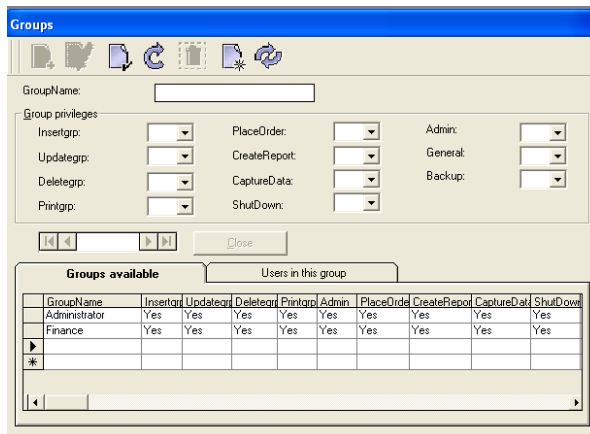 Groups
GroupName:
Group privileges
Insertgrp: PlaceOrder: Admin:
Updategrp: CreateReport: General:
Deletegrp: CaptureData: Backup:
Printgrp: ShutDown:
Close
Groups available Users in this group
GroupName Insertgrp Updategrp Deletegrp Printgrp Admin PlaceOrde CreateRepor CaptureData ShutDown
Administrator Yes Yes Yes Yes Yes Yes Yes Yes Yes
Finance Yes Yes Yes Yes Yes Yes Yes Yes Yes